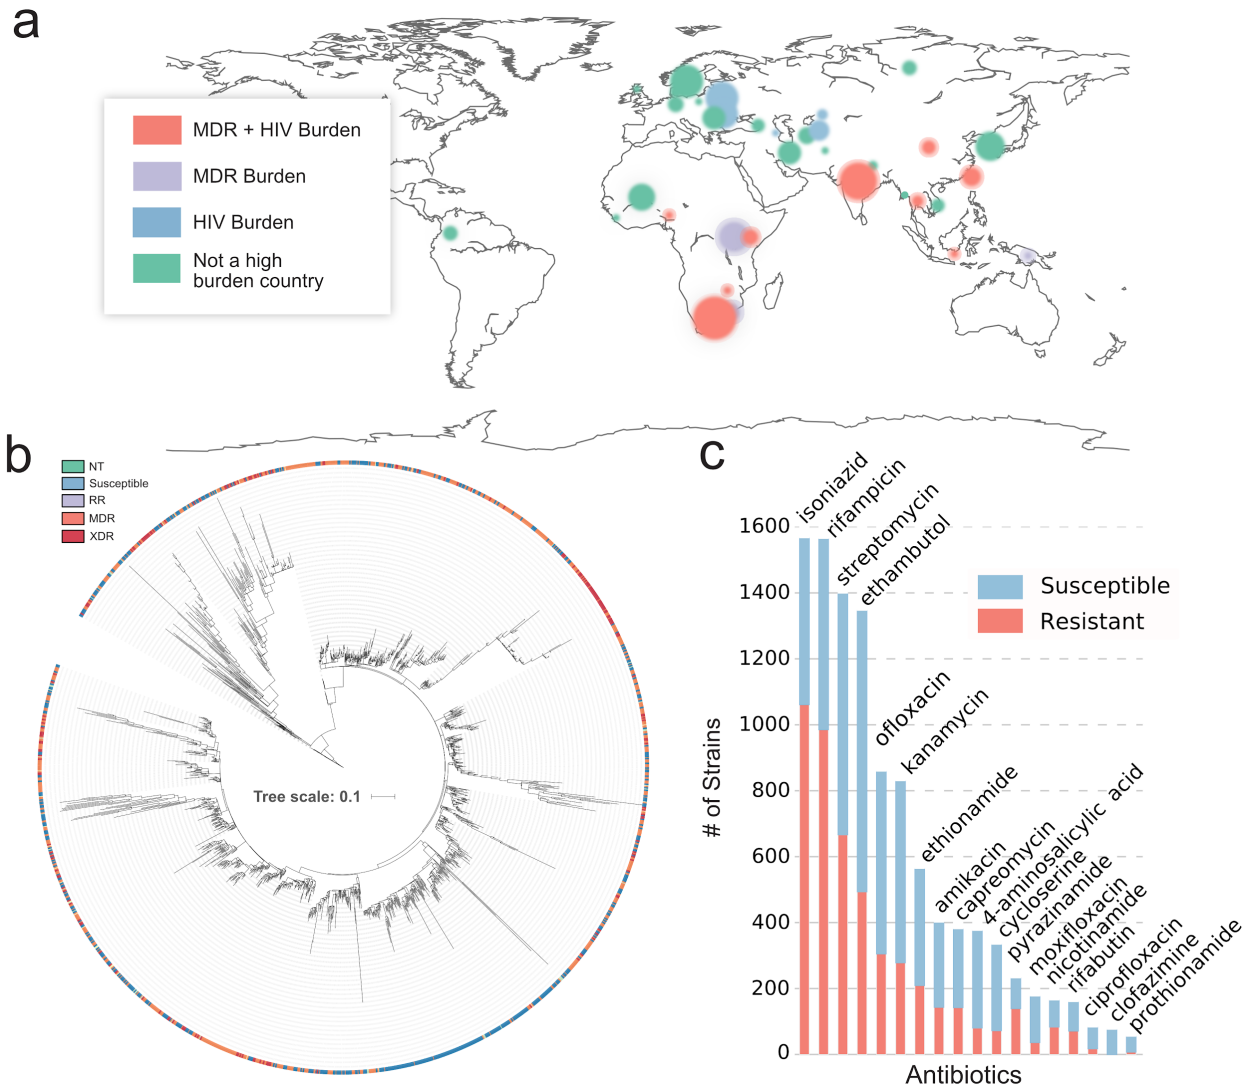 a
MDR + HIV Burden
MDR Burden
HIV Burden
Not a high
burden country
b
NT
Susceptible
RR
MDR
XDR
Tree scale: 0.1
c
isoniazid
rifampicin
streptomycin
ethambutol
ofloxacin
kanamycin
ethionamide
amikacin
capreomycin
4-aminosalicylic acid
cycloserine
pyrazinamide
moxifloxacin
nicotinamide
rifabutin
ciprofloxacin
clofazimine
prothionamide
Susceptible
Resistant
1600
1400
1200
1000
800
600
400
200
0
# of Strains
Antibiotics